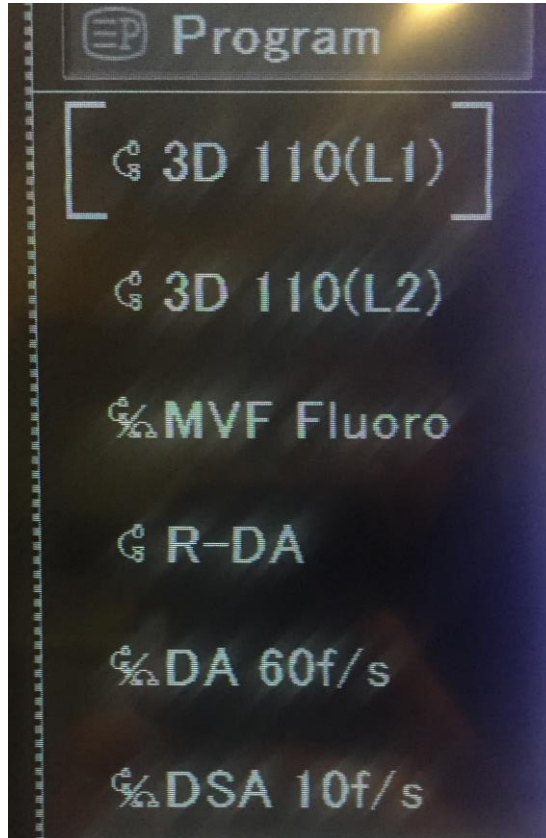 Program
3D 110(L1)
3D 110(L2)
MVF Fluoro
R-DA
DA 60f/s
DSA 10f/s